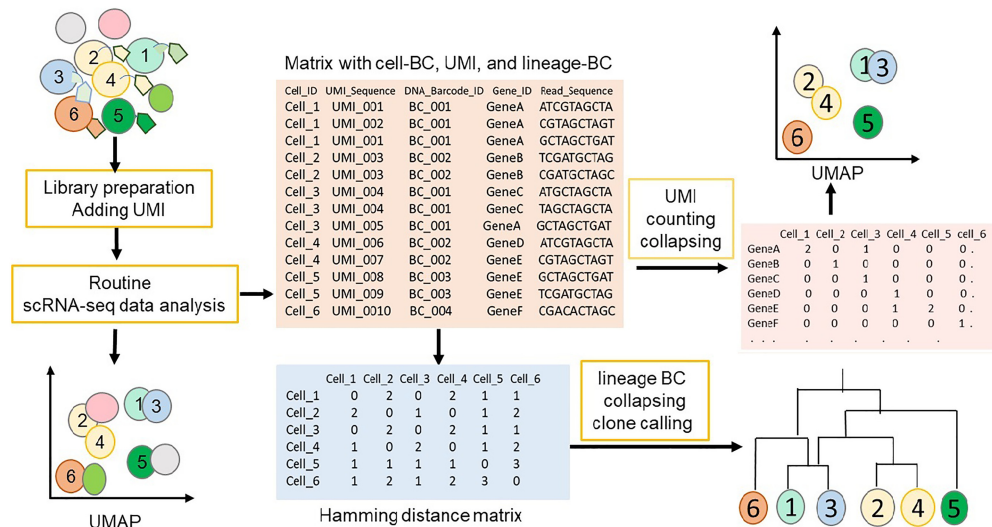 1
2
3
4
6
5
Library preparation
Adding UMI
Routine
scRNA-seq data analysis
2
1
3
4
5
6
UMAP
Matrix with cell-BC, UMI, and lineage-BC
Cell_ID UMI_Sequence DNA_Barcode_ID Gene_ID Read_Sequence
Cell_1 UMI_001 BC_001 GeneA ATCGTAGCTA
Cell_1 UMI_002 BC_001 GeneA CGTAGCTAGT
Cell_1 UMI_001 BC_001 GeneA GCTAGCTGAT
Cell_2 UMI_003 BC_002 GeneB TCGATGCTAG
Cell_2 UMI_003 BC_002 GeneB CGATGCTAGC
Cell_3 UMI_004 BC_001 GeneC ATGCTAGCTA
Cell_3 UMI_004 BC_001 GeneC TAGCTAGCTA
Cell_3 UMI_005 BC_001 GeneA GCTAGCTGAT
Cell_4 UMI_006 BC_002 GeneD ATCGTAGCTA
Cell_4 UMI_007 BC_002 GeneE CGTAGCTAGT
Cell_5 UMI_008 BC_003 GeneE GCTAGCTGAT
Cell_5 UMI_009 BC_003 GeneE TCGATGCTAG
Cell_6 UMI_0010 BC_004 GeneF CGACACTAGC
Cell_1 Cell_2 Cell_3 Cell_4 Cell_5 Cell_6
Cell_1 0 2 0 2 1 1
Cell_2 2 0 1 0 1 2
Cell_3 0 2 0 2 1 1
Cell_4 1 0 2 0 1 2
Cell_5 1 1 1 1 0 3
Cell_6 1 2 1 2 3 0
Hamming distance matrix
UMI
counting
collapsing
lineage BC
collapsing
clone calling
1 3
2
4
5
6
UMAP
Cell_1 Cell_2 Cell_3 Cell_4 Cell_5 cell_6
GeneA 2 0 1 0 0 0 .
GeneB 0 1 0 0 0 0 .
GeneC 0 0 1 0 0 0 .
GeneD 0 0 0 1 0 0 .
GeneE 0 0 0 1 2 0 .
GeneF 0 0 0 0 0 1 .
. . . . . . . . .
6 1 3 2 4 5